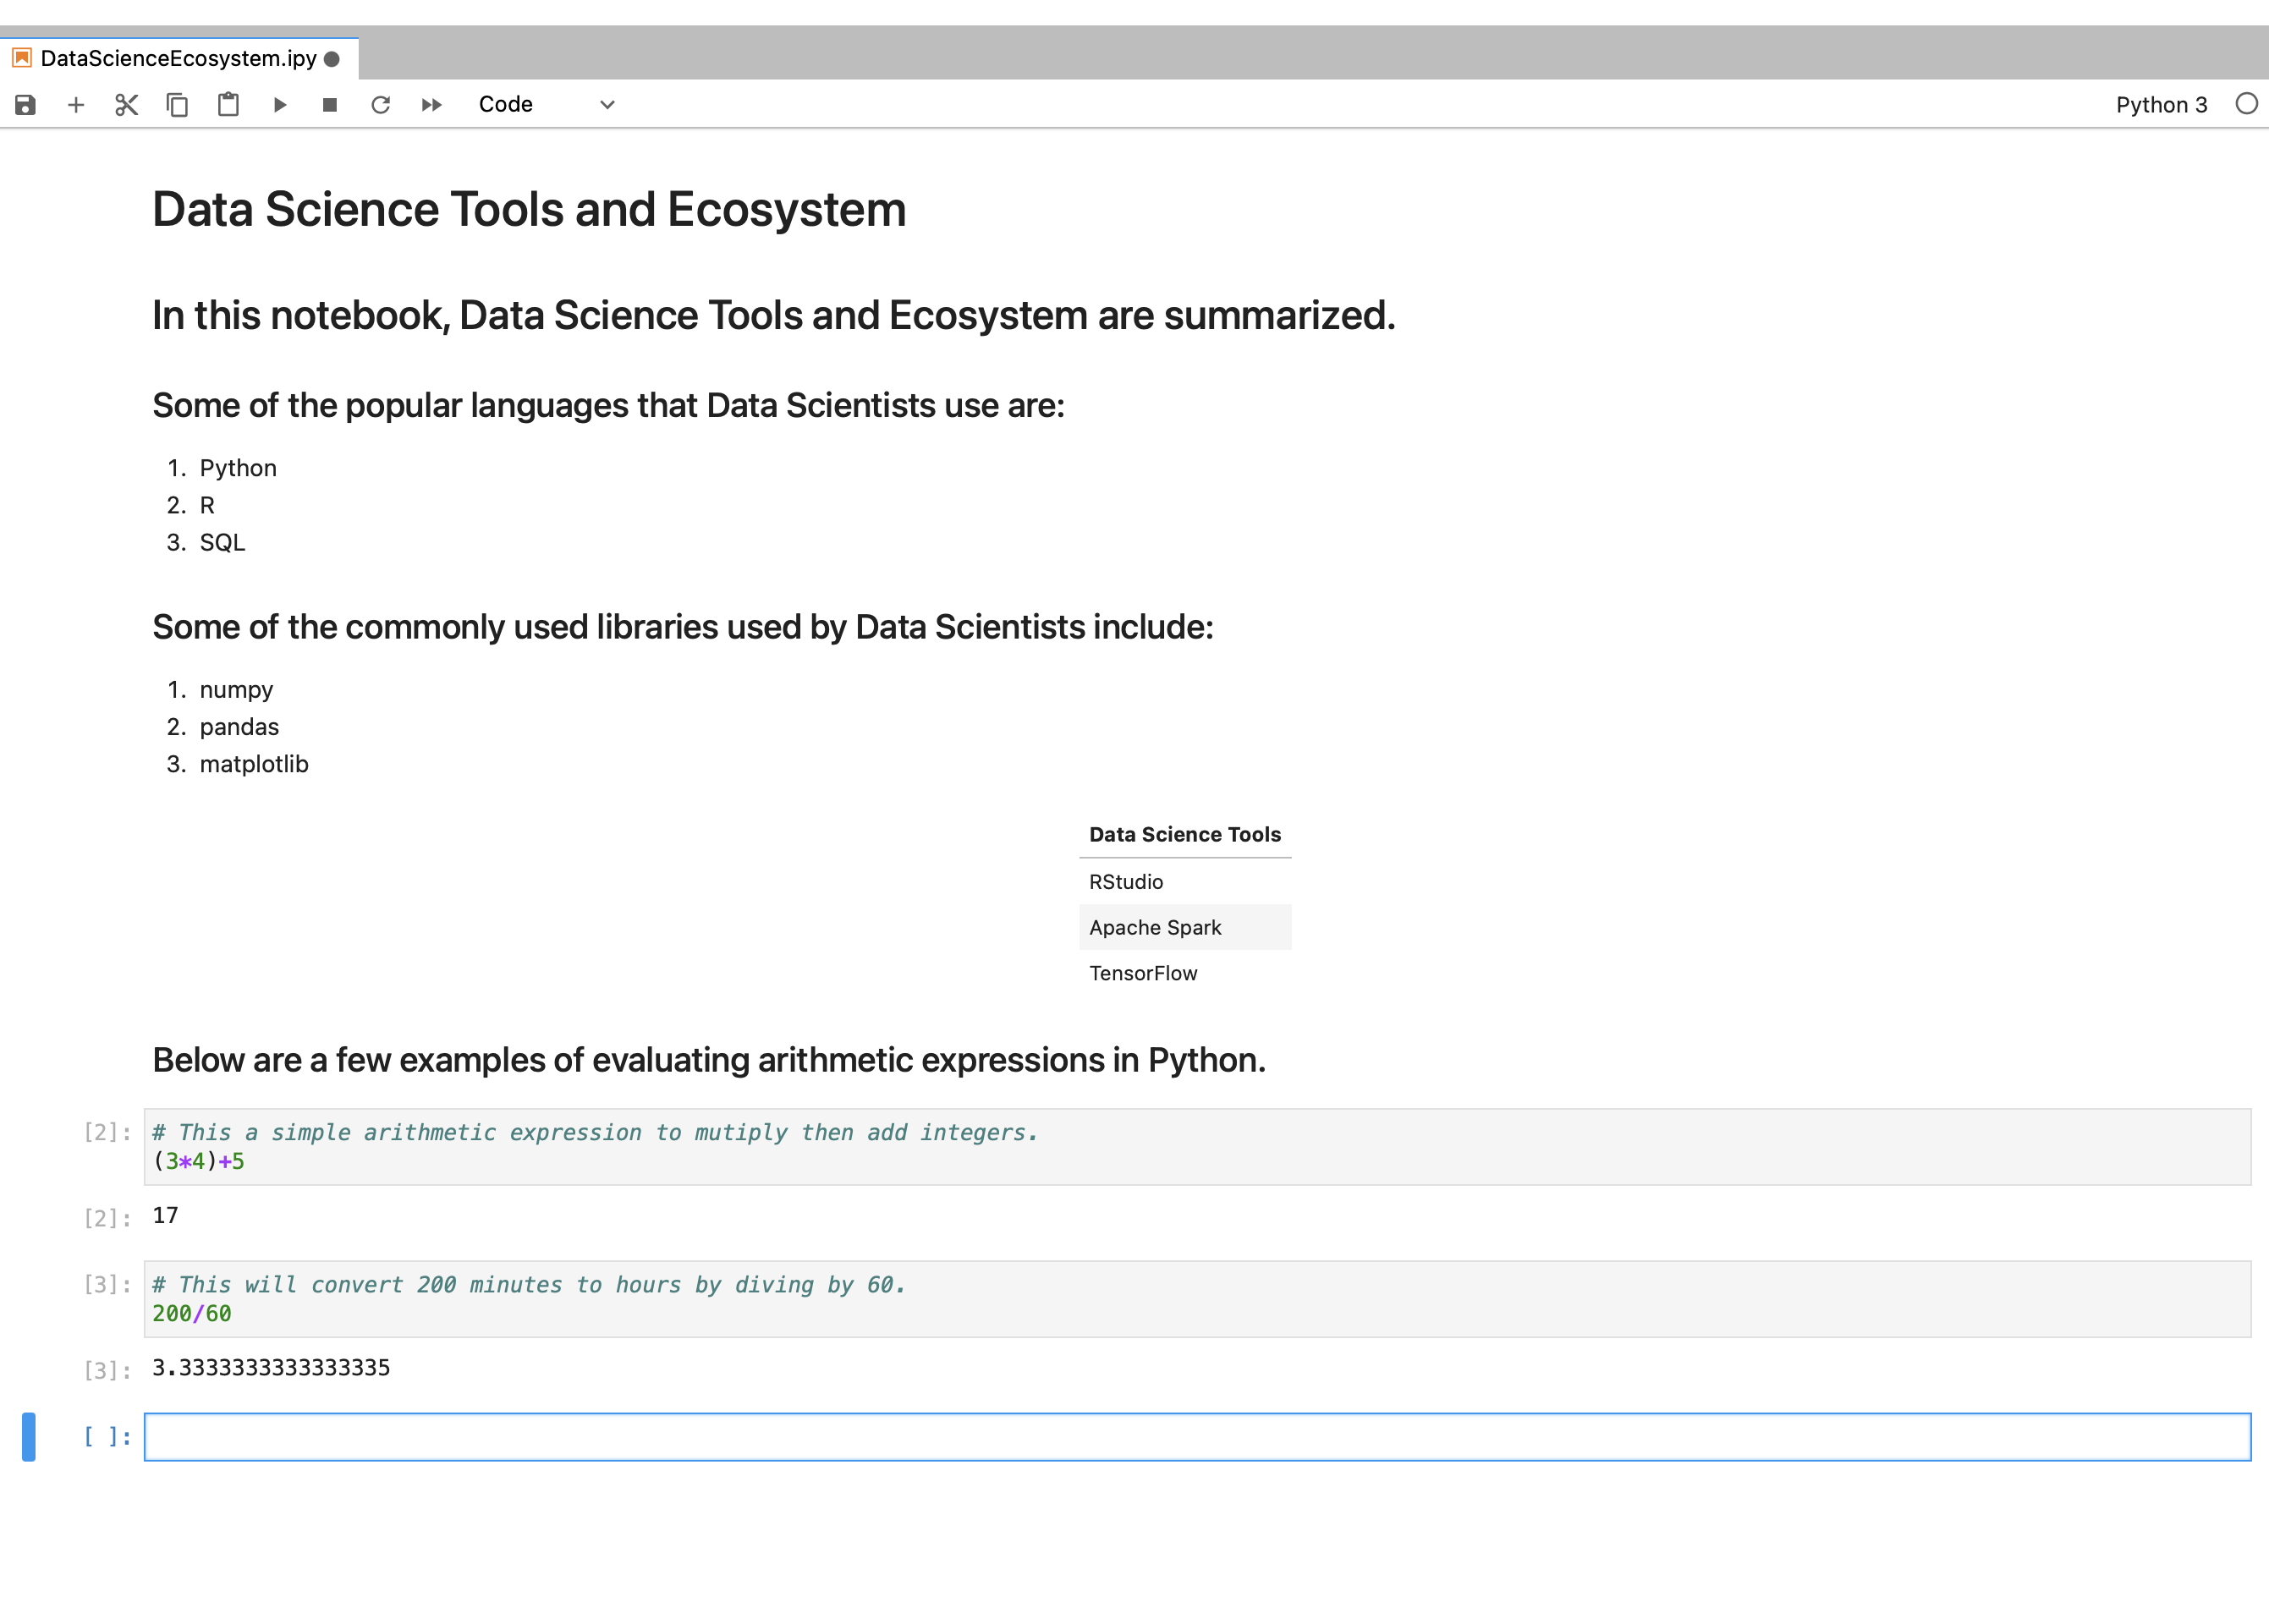 DataScienceEcosystem.ipy
Code
Python 3
Data Science Tools and Ecosystem
In this notebook, Data Science Tools and Ecosystem are summarized.
Some of the popular languages that Data Scientists use are:
1. Python
2. R
3. SQL
Some of the commonly used libraries used by Data Scientists include:
1. numpy
2. pandas
3. matplotlib
Data Science Tools
RStudio
Apache Spark
TensorFlow
Below are a few examples of evaluating arithmetic expressions in Python.
[2]: # This a simple arithmetic expression to mutiply then add integers.
(3*4)+5
[2]: 17
[3]: # This will convert 200 minutes to hours by diving by 60.
200/60
[3]: 3.3333333333333335
[ ]: